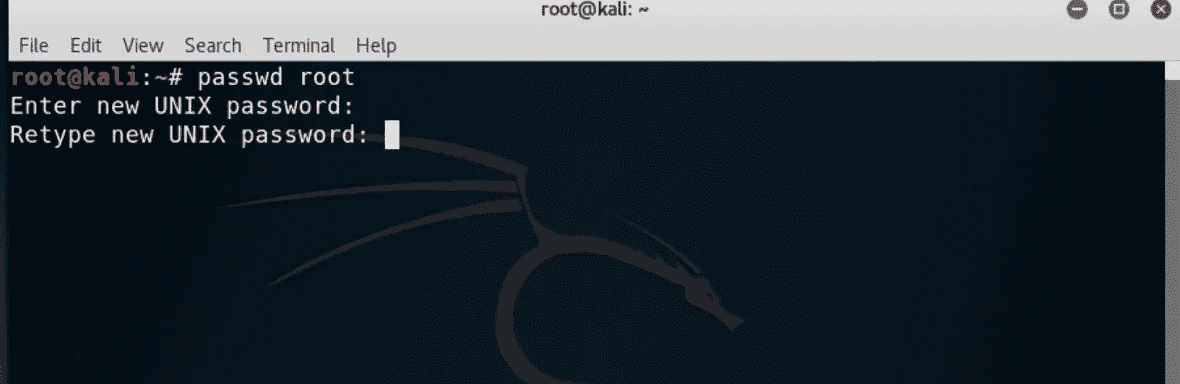 root@kali: ~
File Edit View Search Terminal Help
root@kali:~# passwd root
Enter new UNIX password:
Retype new UNIX password: